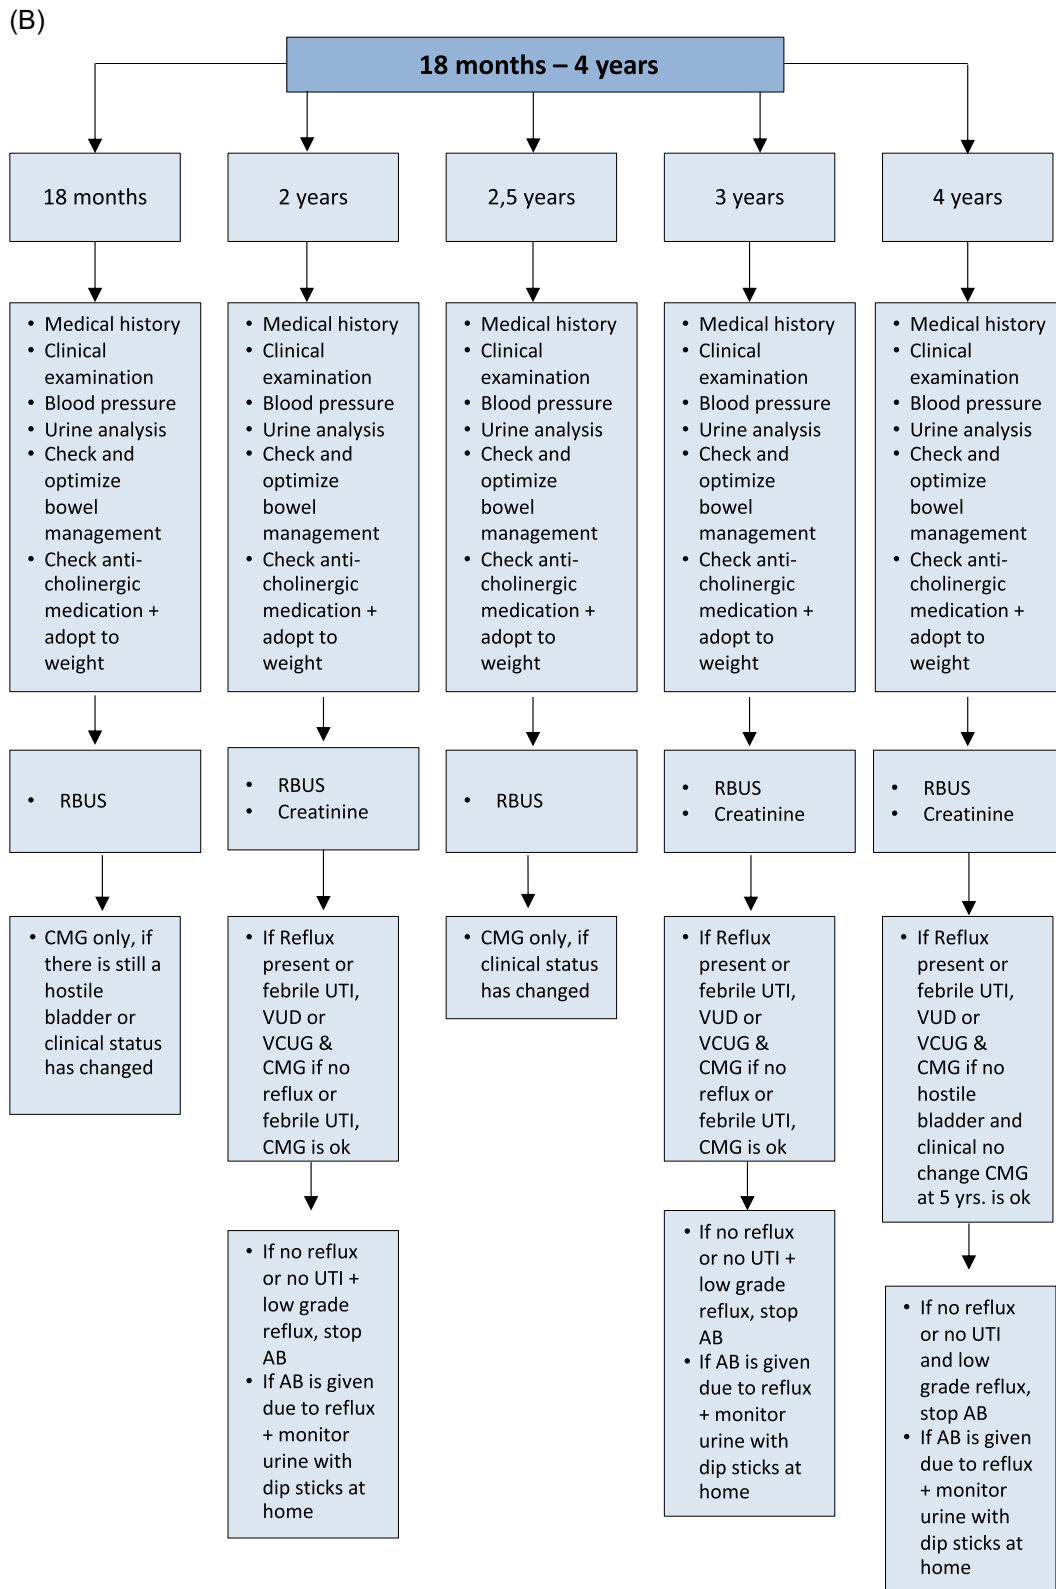 (B)
18 months – 4 years
18 months
2 years
2,5 years
3 years
4 years
• Medical history
• Clinical
examination
• Blood pressure
• Urine analysis
• Check and
optimize
bowel
management
• Check anti-
cholinergic
medication +
adopt to
weight
• Medical history
• Clinical
examination
• Blood pressure
• Urine analysis
• Check and
optimize
bowel
management
• Check anti-
cholinergic
medication +
adopt to
weight
• Medical history
• Clinical
examination
• Blood pressure
• Urine analysis
• Check and
optimize
bowel
management
• Check anti-
cholinergic
medication +
adopt to
weight
• Medical history
• Clinical
examination
• Blood pressure
• Urine analysis
• Check and
optimize
bowel
management
• Check anti-
cholinergic
medication +
adopt to
weight
• Medical history
• Clinical
examination
• Blood pressure
• Urine analysis
• Check and
optimize
bowel
management
• Check anti-
cholinergic
medication +
adopt to
weight
• RBUS
• RBUS
• Creatinine
• RBUS
• RBUS
• Creatinine
• RBUS
• Creatinine
• CMG only, if
there is still a
hostile
bladder or
clinical status
has changed
• If Reflux
present or
febrile UTI,
VUD or
VCUG &
CMG if no
reflux or
febrile UTI,
CMG is ok
• CMG only, if
clinical status
has changed
• If Reflux
present or
febrile UTI,
VUD or
VCUG &
CMG if no
reflux or
febrile UTI,
CMG is ok
• If Reflux
present or
febrile UTI,
VUD or
VCUG &
CMG if no
hostile
bladder and
clinical no
change CMG
at 5 yrs. is ok
• If no reflux
or no UTI +
low grade
reflux, stop
AB
• If AB is given
due to reflux
+ monitor
urine with
dip sticks at
home
• If no reflux
or no UTI +
low grade
reflux, stop
AB
• If AB is given
due to reflux
+ monitor
urine with
dip sticks at
home
• If no reflux
or no UTI
and low
grade reflux,
stop AB
• If AB is given
due to reflux
+ monitor
urine with
dip sticks at
home